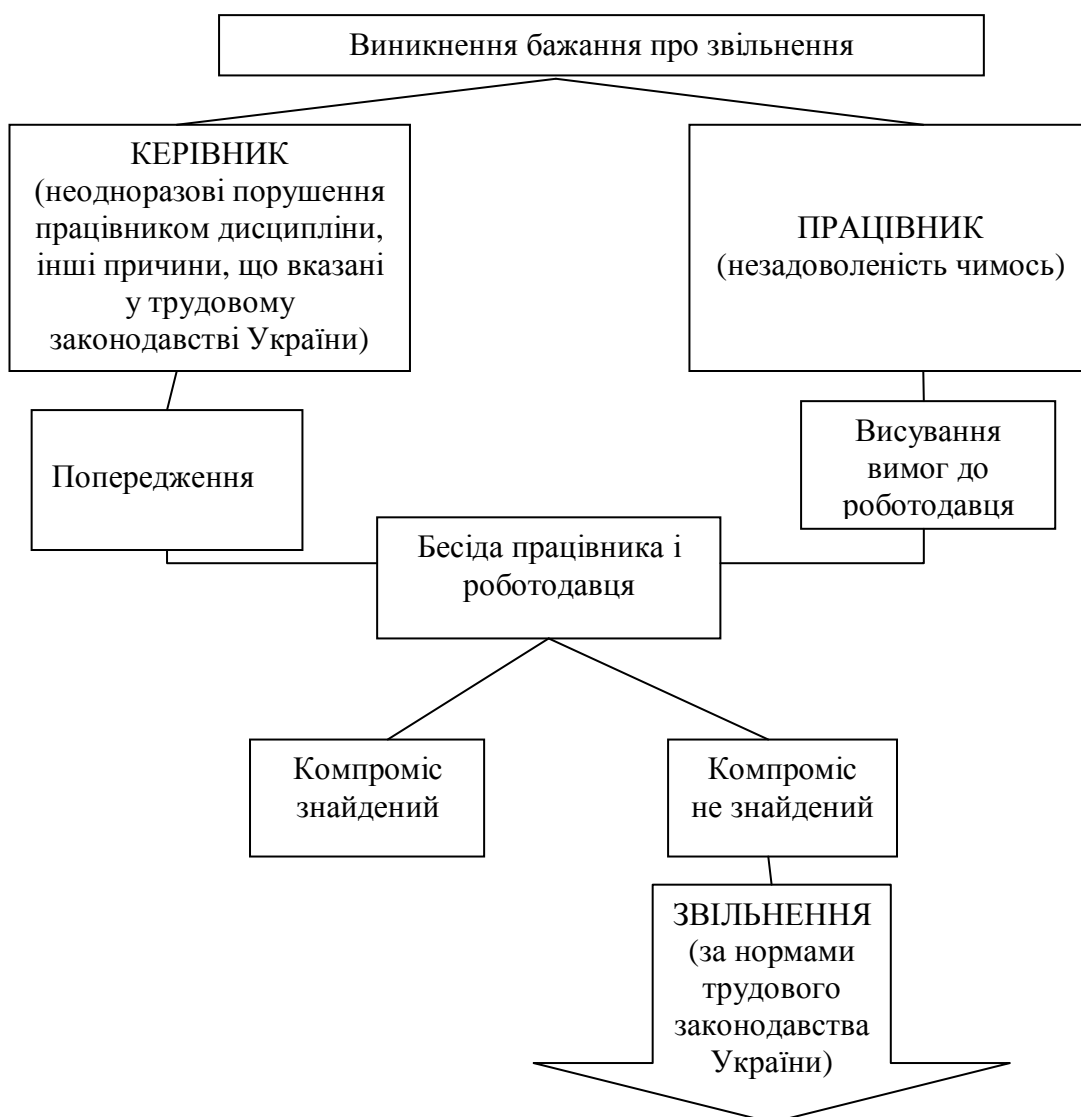 Виникнення бажання про звільнення
КЕРІВНИК
(неодноразові порушення
працівником дисципліни,
інші причини, що вказані
у трудовому
законодавстві України)
ПРАЦІВНИК
(незадоволеність чимось)
Попередження
Висування
вимог до
роботодавця
Бесіда працівника і
роботодавця
Компроміс
знайдений
Компроміс
не знайдений
ЗВІЛЬНЕННЯ
(за нормами
трудового
законодавства
України)